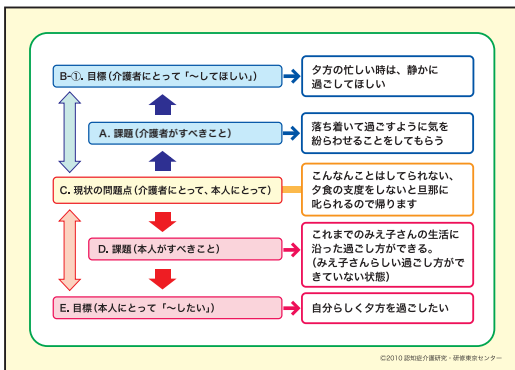 B-①. 目標(介護者にとって「～してほしい」)
夕方の忙しい時は、静かに
過ごしてほしい
A. 課題(介護者がすべきこと)
落ち着いて過ごすように気を
紛らわせることをしてもらう
C. 現状の問題点(介護者にとって、本人にとって)
こんなんことはしてられない、
夕食の支度をしないと旦那に
叱られるので帰ります
D. 課題(本人がすべきこと)
これまでのみえ子さんの生活に
沿った過ごし方ができる。
(みえ子さんらしい過ごし方がで
きていない状態)
E. 目標(本人にとって「～したい」)
自分らしく夕方を過ごしたい
©2010 認知症介護研究・研修東京センター